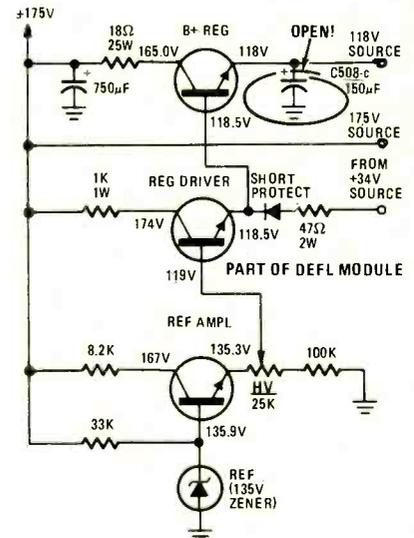 +175V
18Ω
25W
165.0V
B+ REG
118V
OPEN!
118V
SOURCE
+
750µF
+
C508-c
150µF
118.5V
175V
SOURCE
1K
1W
REG DRIVER
SHORT
PROTECT
FROM
+34V
SOURCE
174V
118.5V
47Ω
2W
119V
PART OF DEFL MODULE
REF AMPL
8.2K
167V
135.3V
100K
HV
25K
33K
135.9V
REF
(135V
ZENER)